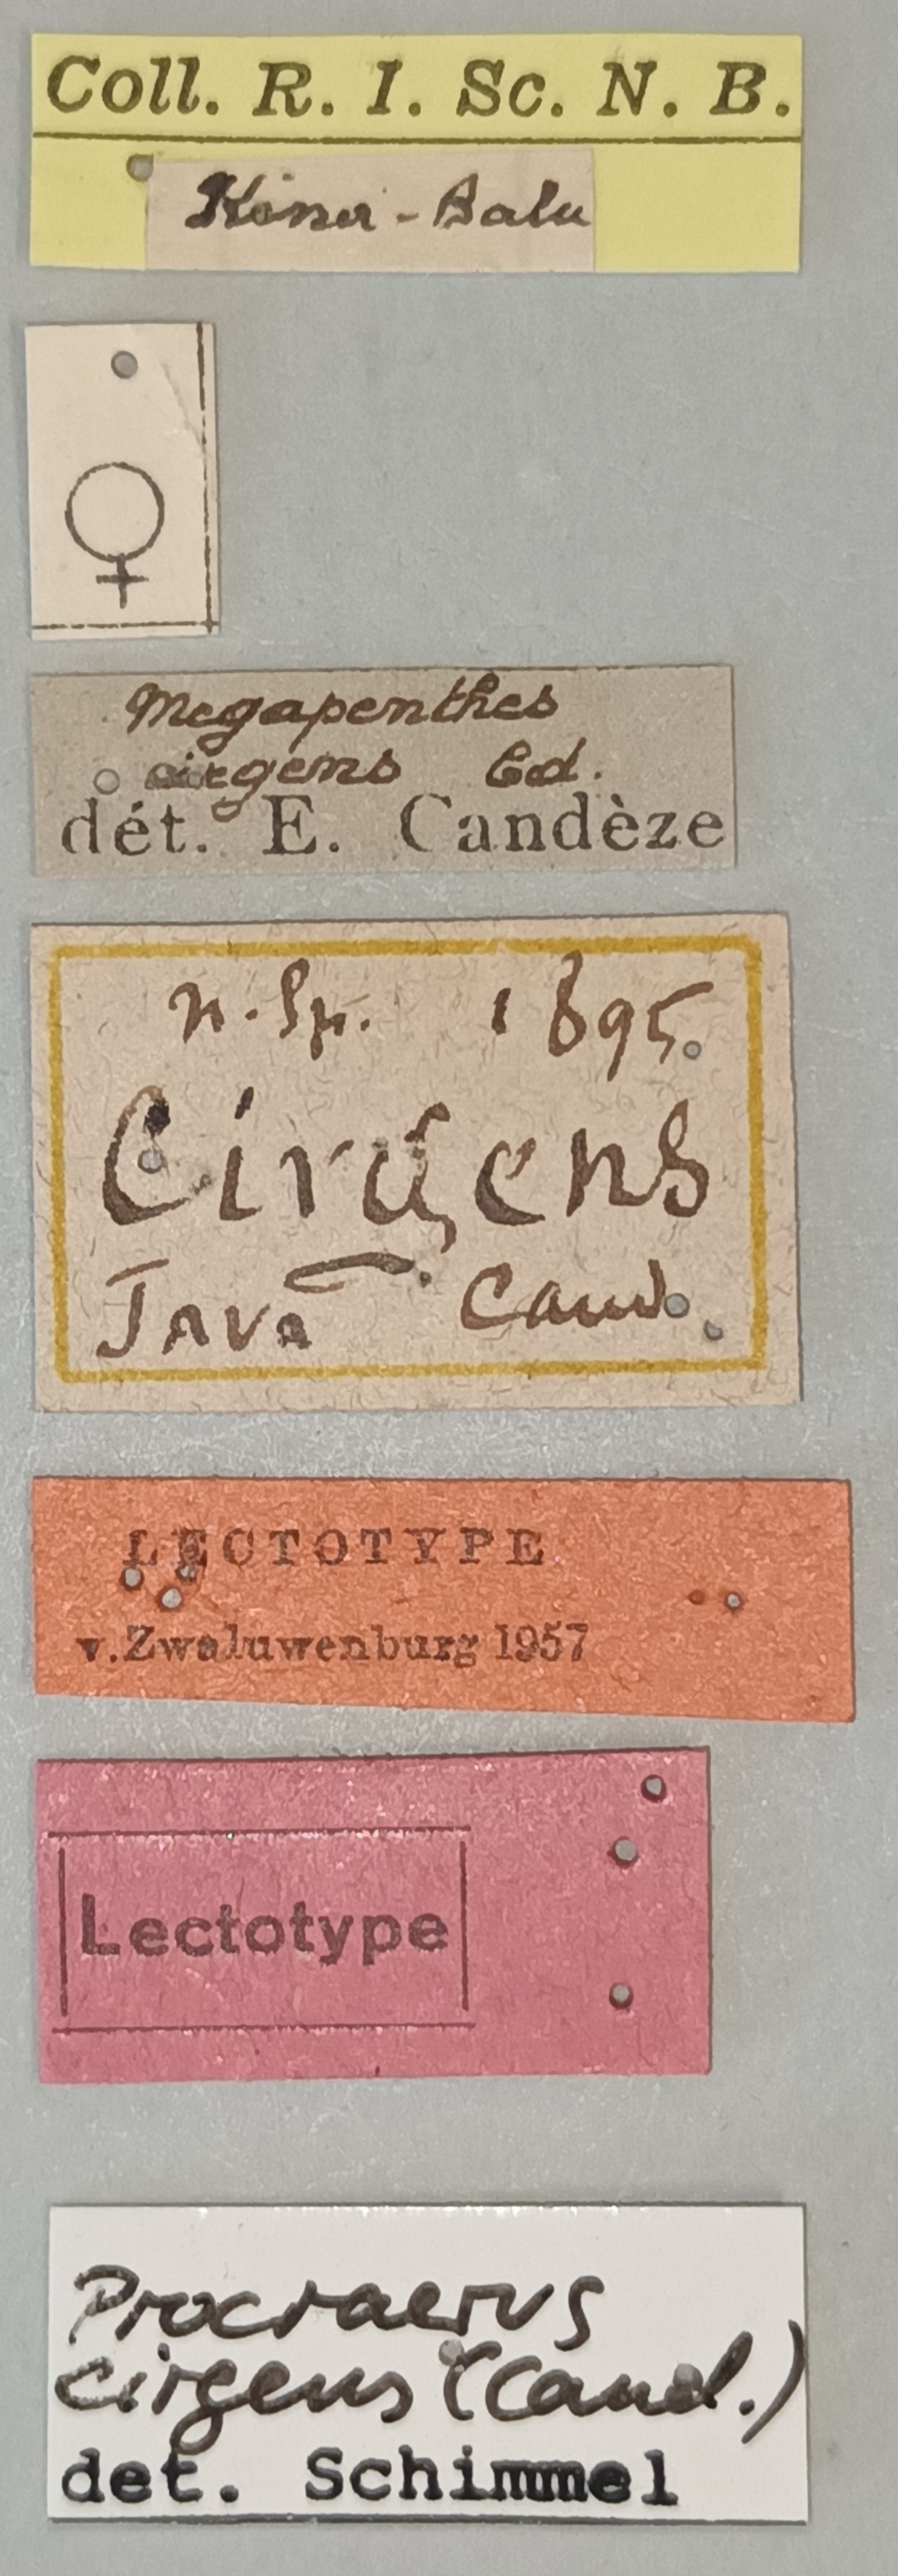 Coll. R. I. Sc. N. B.
Kina-Balu
♀
Megapenthes
cirgens Cd.
dét. E. Candèze
n. Sp. 1895
Cirgens
Java Cand.
LECTOTYPE
v.Zwaluwenburg 1957
Lectotype
Procraerus
cirgens (Cand.)
det. Schimmel